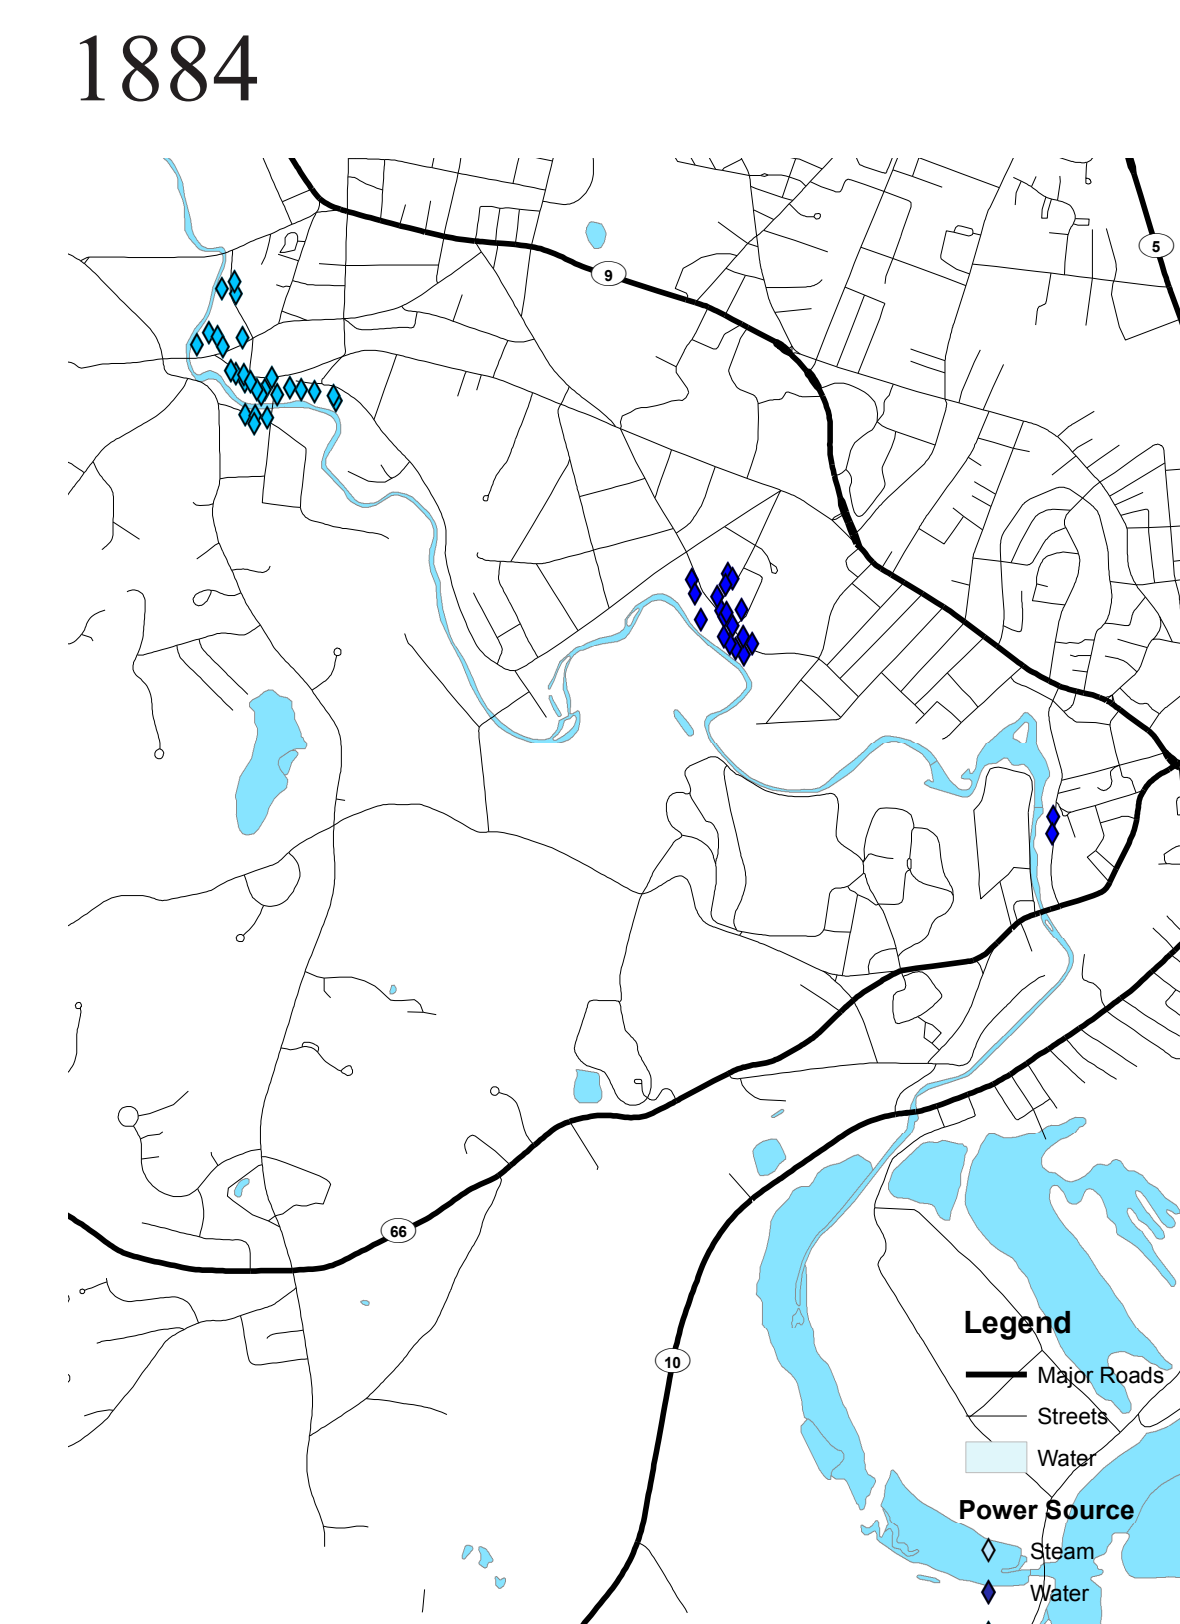 1884
5
9
66
10
Legend
Major Roads
Streets
Water
Power Source
Steam
Water